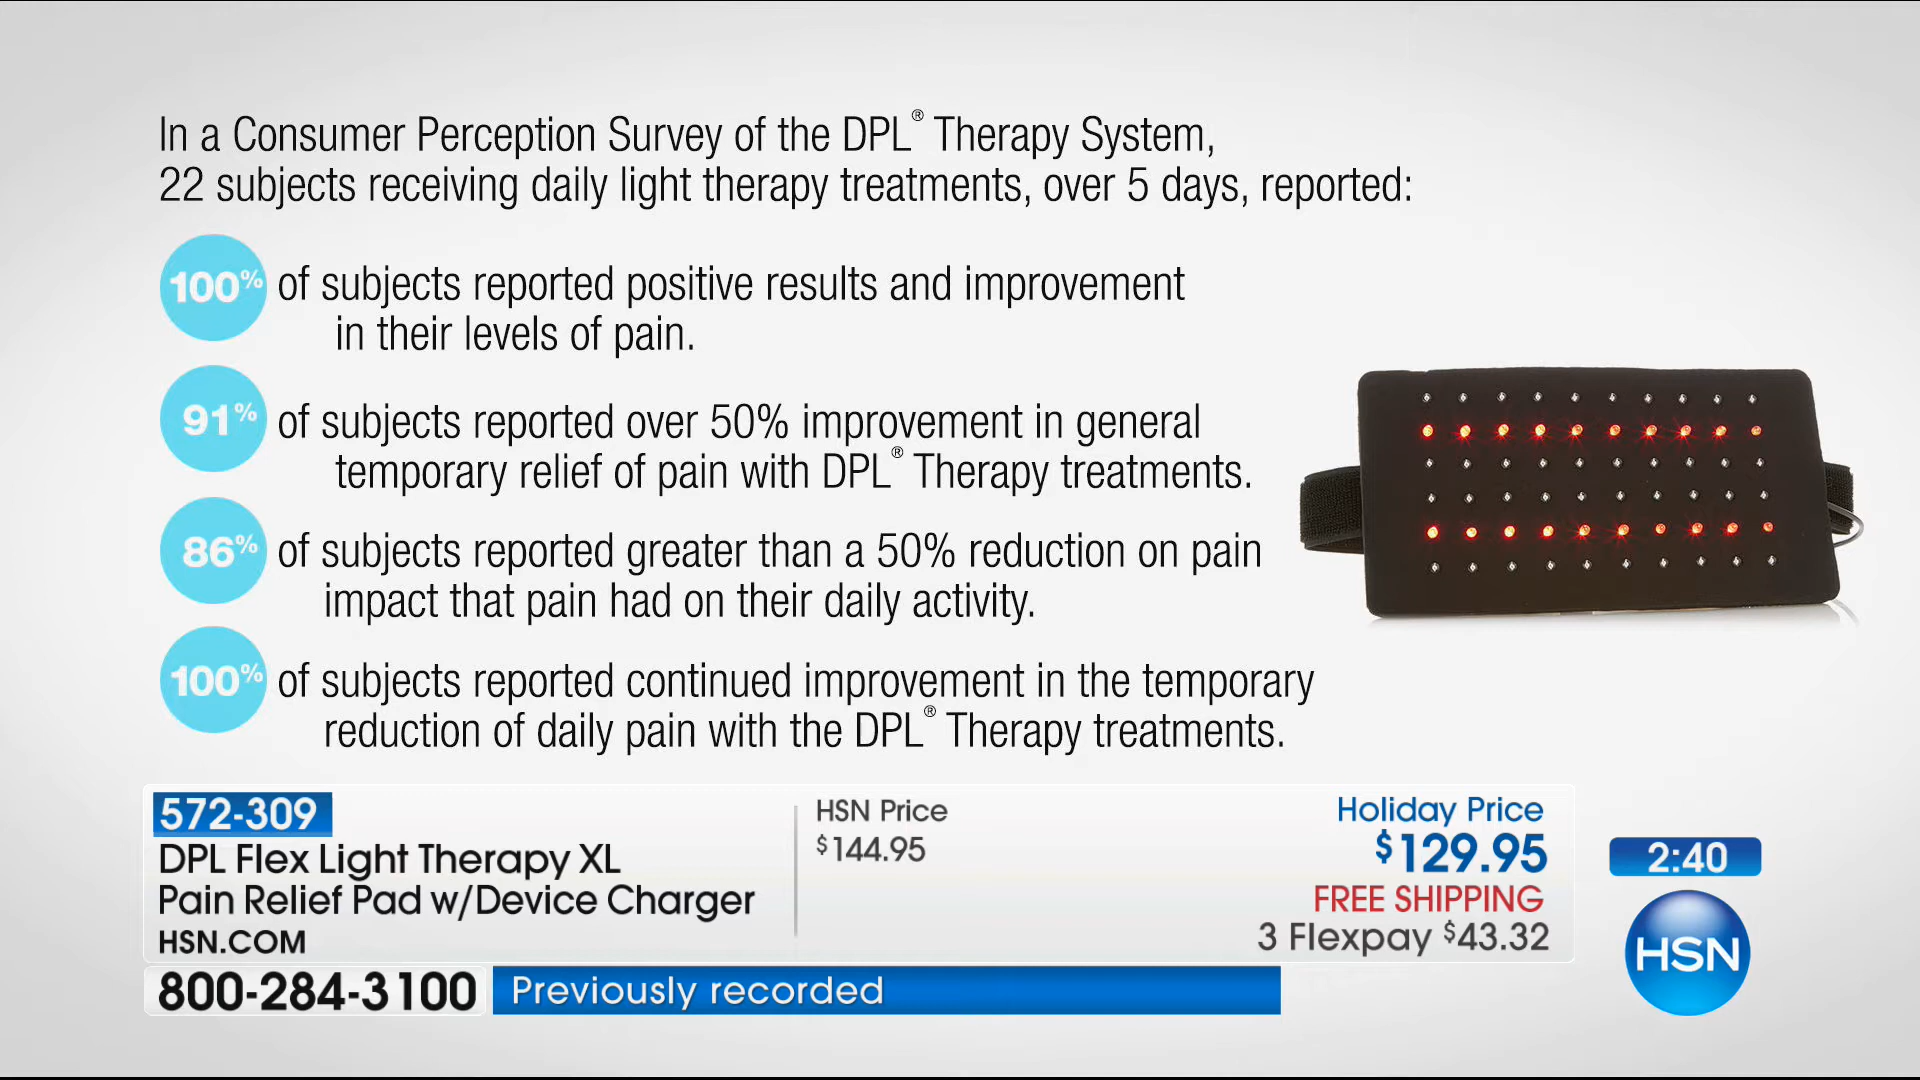 In a Consumer Perception Survey of the DPL® Therapy System,
22 subjects receiving daily light therapy treatments, over 5 days, reported:
100% of subjects reported positive results and improvement
in their levels of pain.
91% of subjects reported over 50% improvement in general
temporary relief of pain with DPL® Therapy treatments.
86% of subjects reported greater than a 50% reduction on pain
impact that pain had on their daily activity.
100% of subjects reported continued improvement in the temporary
reduction of daily pain with the DPL® Therapy treatments.
572-309
DPL Flex Light Therapy XL
Pain Relief Pad w/Device Charger
HSN.COM
HSN Price
$144.95
Holiday Price
$129.95
FREE SHIPPING
3 Flexpay $43.32
2:40
HSN
800-284-3100
Previously recorded